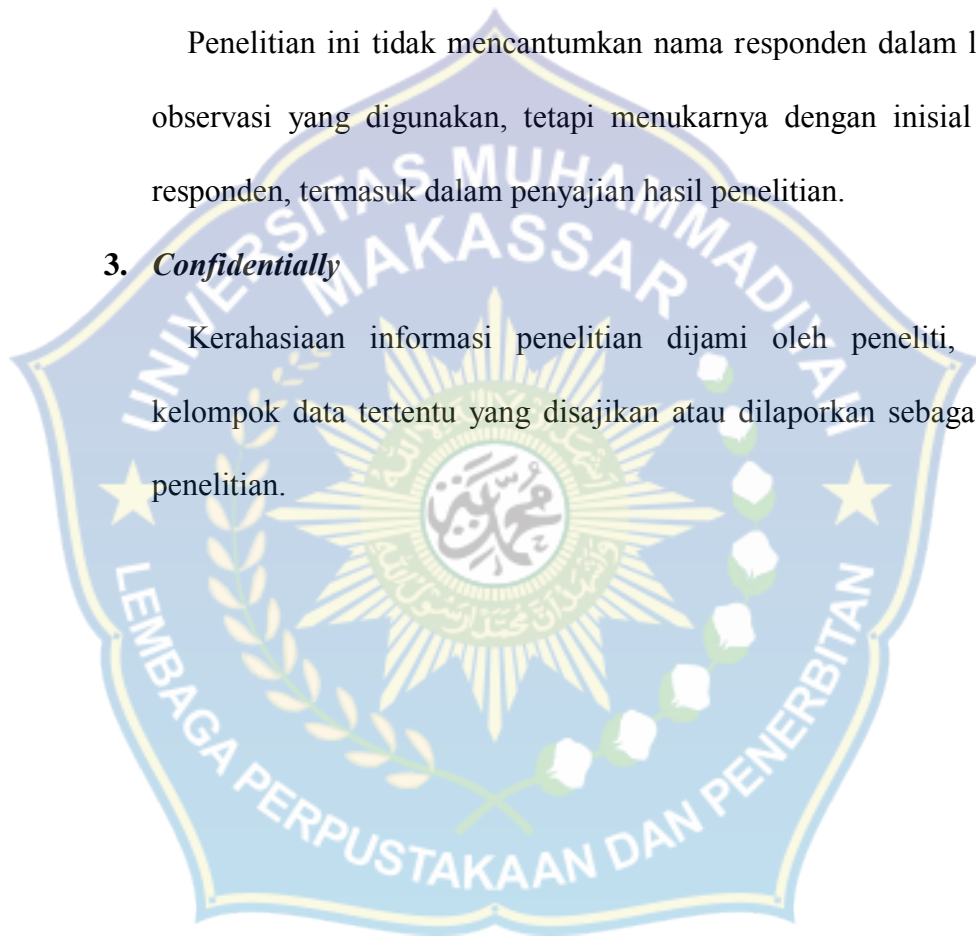 Penelitian ini tidak mencantumkan nama responden dalam l
observasi yang digunakan, tetapi menukarnya dengan inisial
responden, termasuk dalam penyajian hasil penelitian.
3. Confidentially
Kerahasiaan informasi penelitian dijami oleh peneliti,
kelompok data tertentu yang disajikan atau dilaporkan sebaga
penelitian.
UNIVERSITAS MUHAMMADIYAH
MAKASSAR
محمدية
LEMBAGA PERPUSTAKAAN DAN PENERBITAN